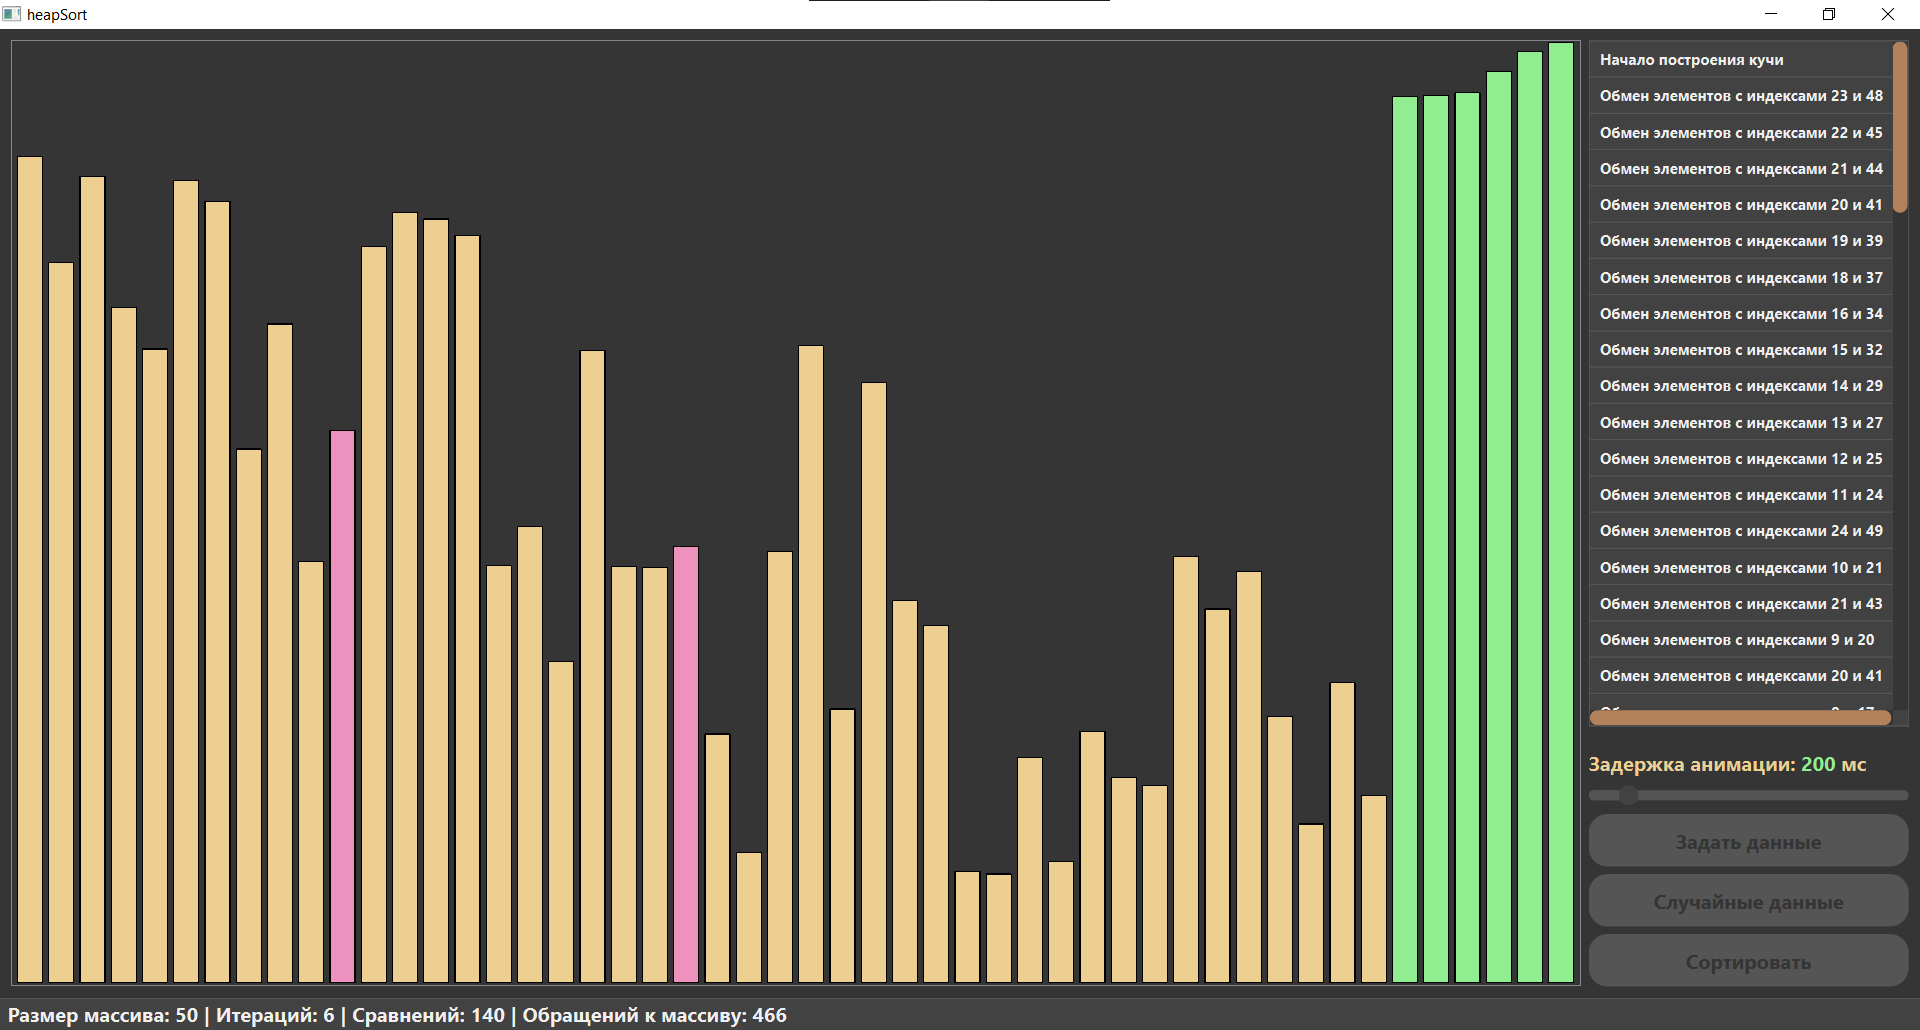 heapSort
Начало построения кучи
Обмен элементов с индексами 23 и 48
Обмен элементов с индексами 22 и 45
Обмен элементов с индексами 21 и 44
Обмен элементов с индексами 20 и 41
Обмен элементов с индексами 19 и 39
Обмен элементов с индексами 18 и 37
Обмен элементов с индексами 16 и 34
Обмен элементов с индексами 15 и 32
Обмен элементов с индексами 14 и 29
Обмен элементов с индексами 13 и 27
Обмен элементов с индексами 12 и 25
Обмен элементов с индексами 11 и 24
Обмен элементов с индексами 24 и 49
Обмен элементов с индексами 10 и 21
Обмен элементов с индексами 21 и 43
Обмен элементов с индексами 9 и 20
Обмен элементов с индексами 20 и 41
Задержка анимации: 200 мс
Задать данные
Случайные данные
Сортировать
Размер массива: 50 | Итераций: 6 | Сравнений: 140 | Обращений к массиву: 466